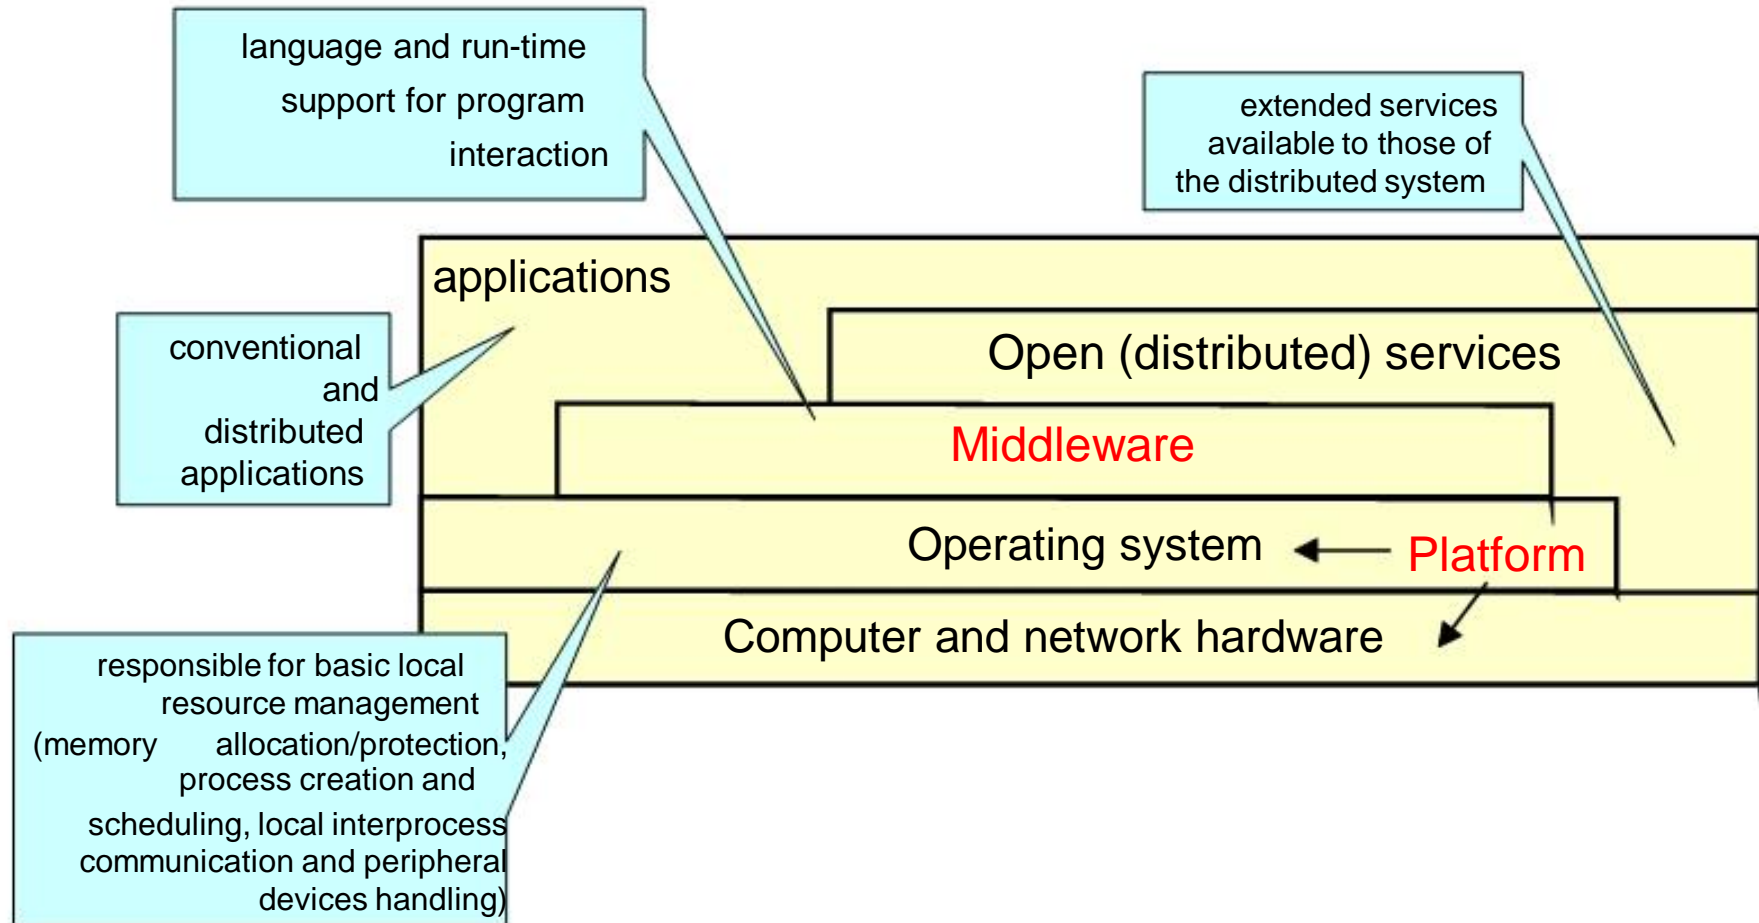 language and run-time
support for program
interaction
extended services
available to those of
the distributed system
applications
conventional
and
distributed
applications
Open (distributed) services
Middleware
Operating system
Platform
Computer and network hardware
responsible for basic local
resource management
(memory allocation/protection,
process creation and
scheduling, local interprocess
communication and peripheral
devices handling)